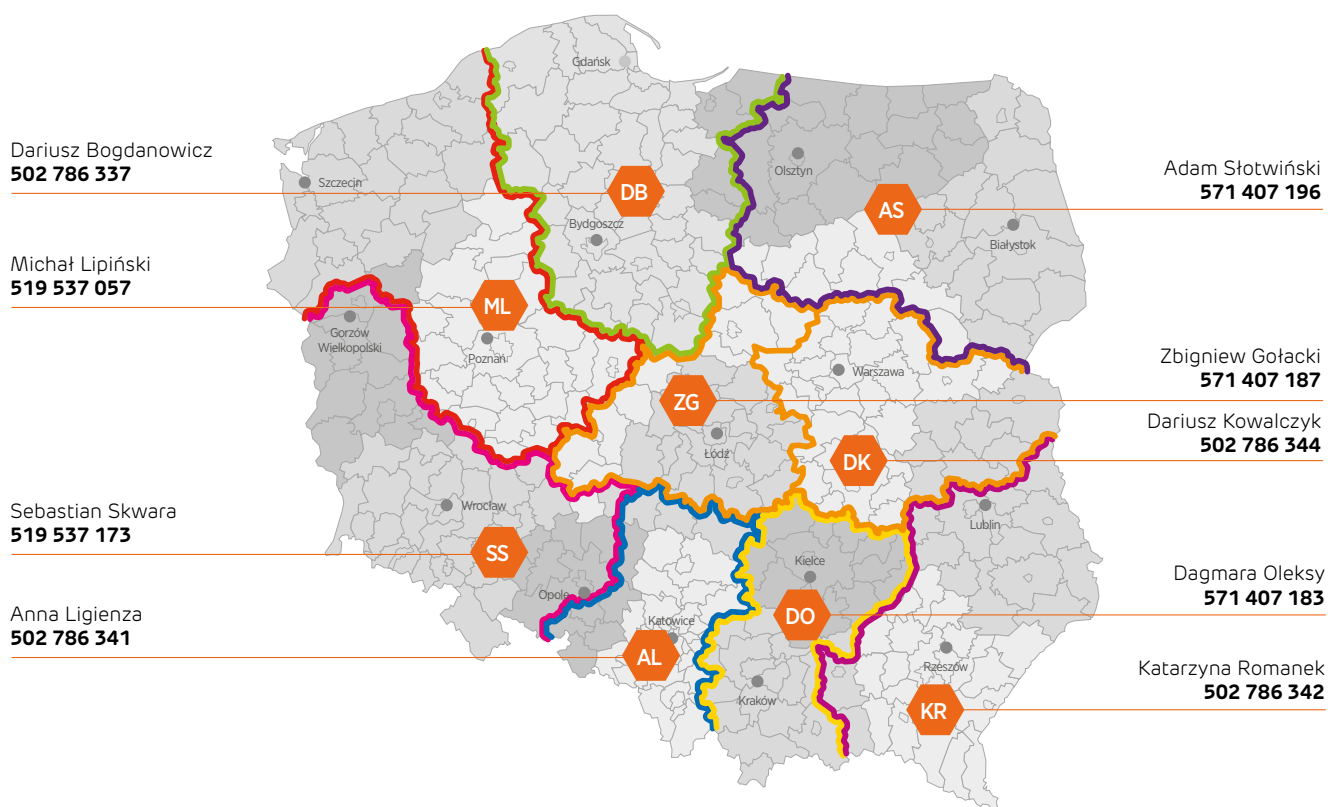 Dariusz Bogdanowicz
502 786 337
Michał Lipiński
519 537 057
Sebastian Skwara
519 537 173
Anna Ligienza
502 786 341
Gdańsk
Szczecin
DB
Bydgoszcz
Olsztyn
AS
Białystok
ML
Gorzów
Wielkopolski
Poznań
Warszawa
ZG
Łódź
DK
Wrocław
Lublin
SS
Opole
Kielce
DO
Katowice
AL
Kraków
Rzeszów
KR
Adam Słotwiński
571 407 196
Zbigniew Gołacki
571 407 187
Dariusz Kowalczyk
502 786 344
Dagmara Oleksy
571 407 183
Katarzyna Romanek
502 786 342